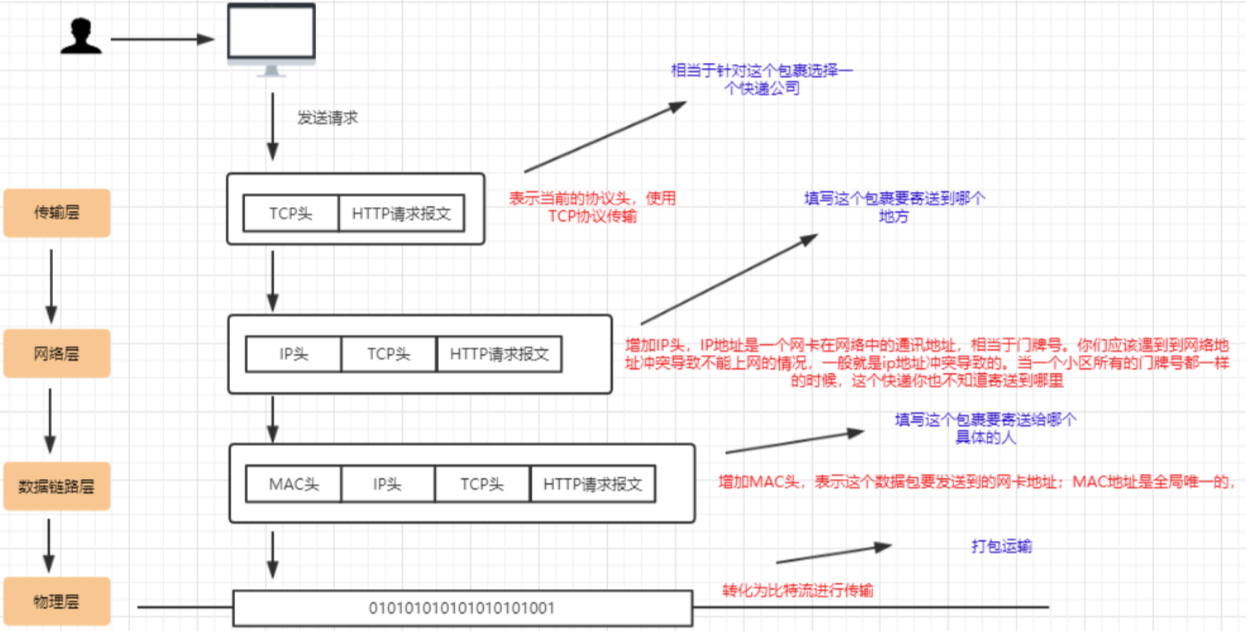 相当于针对这个包裹选择一
个快递公司
发送请求
传输层
TCP头
HTTP请求报文
表示当前的协议头，使用
TCP协议传输
填写这个包裹要寄送到哪个
地方
网络层
IP头
TCP头
HTTP请求报文
增加IP头，IP地址是一个网卡在网络中的通讯地址，相当于门牌号。你们应该遇到到网络地
址冲突导致不能上网的情况，一般就是ip地址冲突导致的。当一个小区所有的门牌号都一样
的时候，这个快递你也不知道寄送到哪里
填写这个包裹要寄送给哪个
具体的人
数据链路层
MAC头
IP头
TCP头
HTTP请求报文
增加MAC头，表示这个数据包要发送到的网卡地址；MAC地址是全局唯一的，
打包运输
物理层
转化为比特流进行传输
0101010101010101010​01